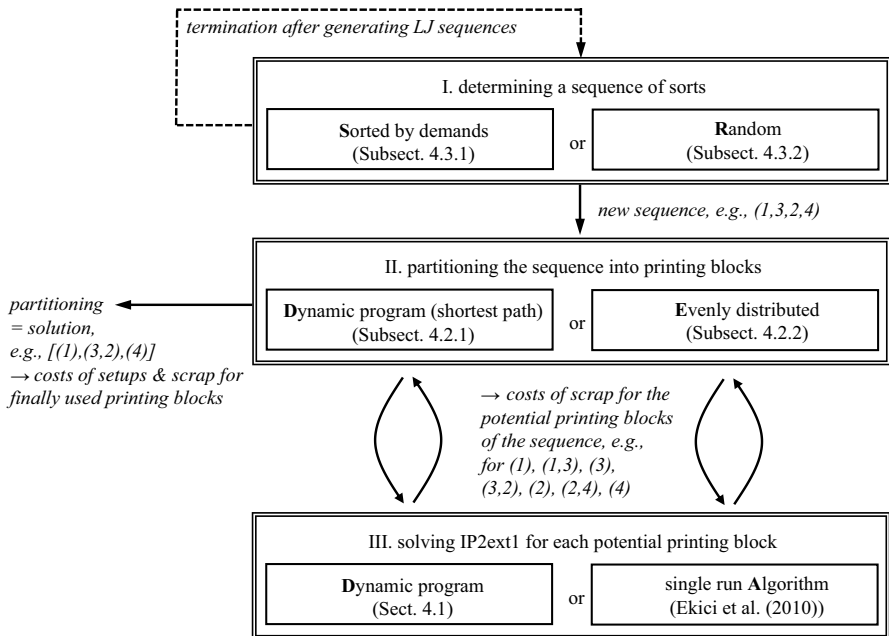 termination after generating LJ sequences
I. determining a sequence of sorts
Sorted by demands
(Subsect. 4.3.1)
or
Random
(Subsect. 4.3.2)
new sequence, e.g., (1,3,2,4)
II. partitioning the sequence into printing blocks
Dynamic program (shortest path)
(Subsect. 4.2.1)
or
Evenly distributed
(Subsect. 4.2.2)
partitioning
= solution,
e.g., [(1),(3,2),(4)]
→ costs of setups & scrap for
finally used printing blocks
→ costs of scrap for the
potential printing blocks
of the sequence, e.g.,
for (1), (1,3), (3),
(3,2), (2), (2,4), (4)
III. solving IP2ext1 for each potential printing block
Dynamic program
(Sect. 4.1)
or
single run Algorithm
(Ekici et al. (2010))